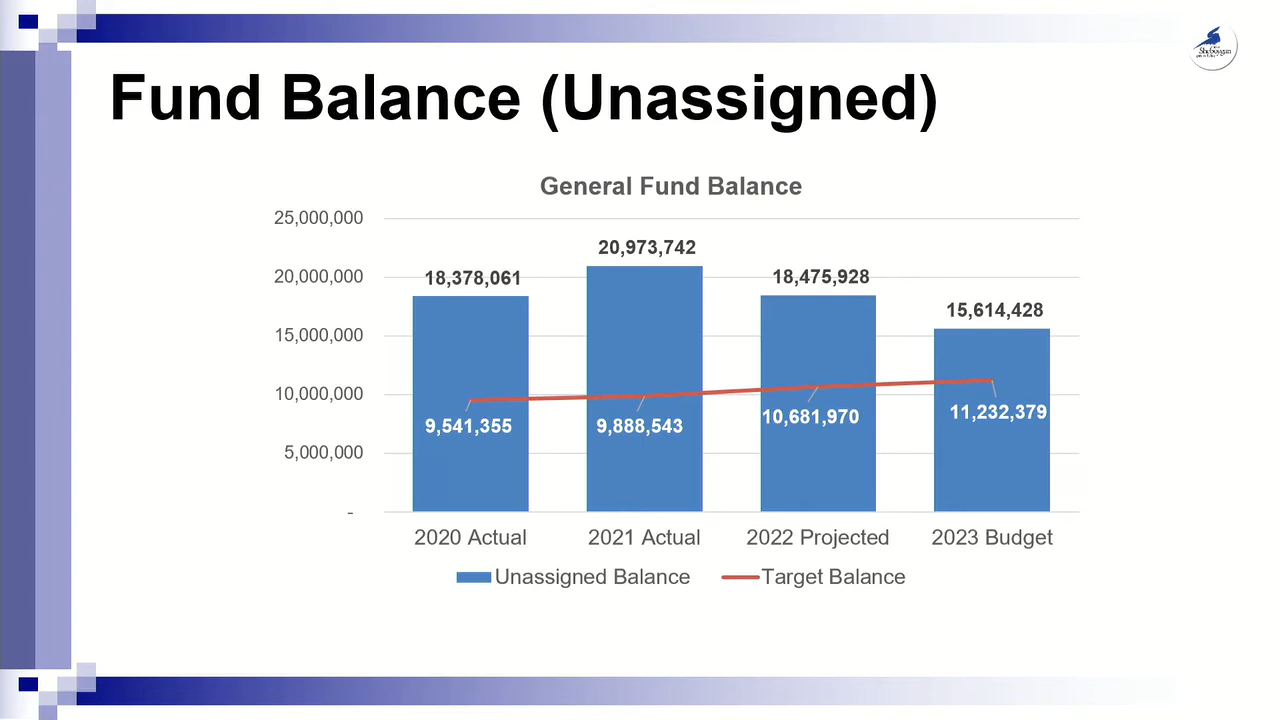 Sheboygan
Fund Balance (Unassigned)
General Fund Balance
25,000,000
20,000,000
15,000,000
10,000,000
5,000,000
-
18,378,061
20,973,742
18,475,928
15,614,428
9,541,355
9,888,543
10,681,970
11,232,379
2020 Actual
2021 Actual
2022 Projected
2023 Budget
Unassigned Balance
Target Balance